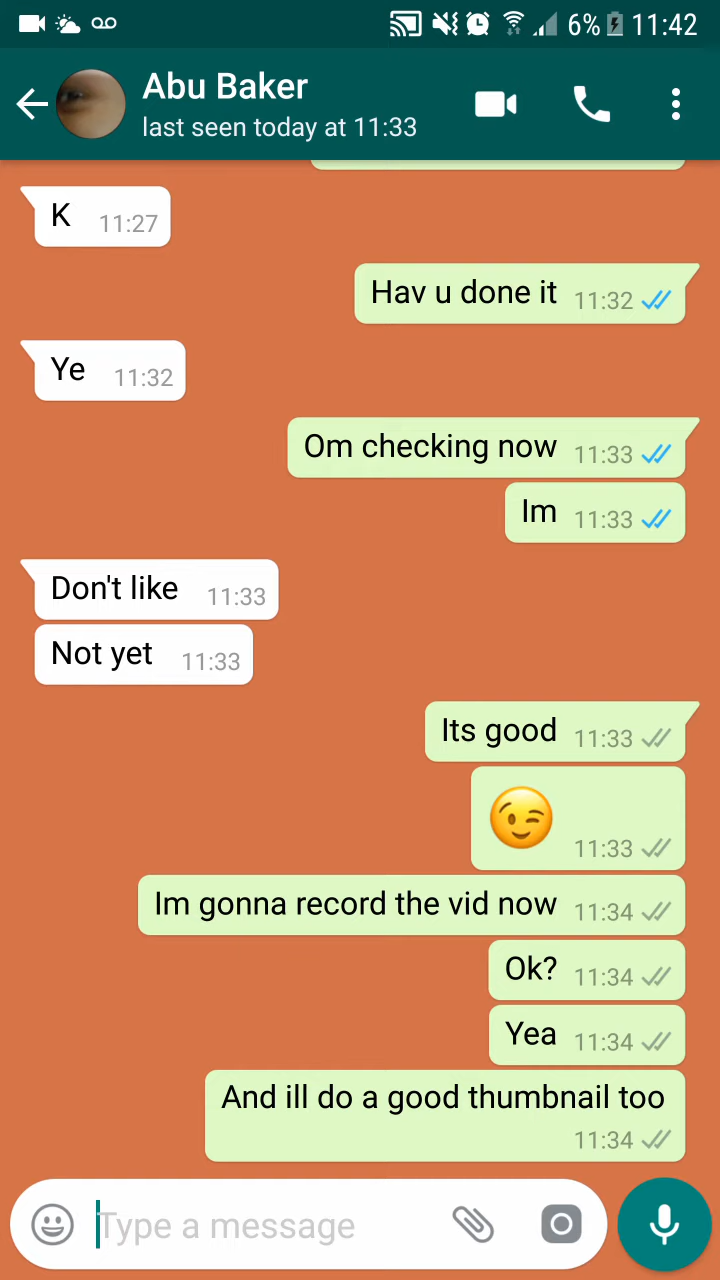 6% 11:42
Abu Baker
last seen today at 11:33
K 11:27
Hav u done it 11:32
Ye 11:32
Om checking now 11:33
Im 11:33
Don't like 11:33
Not yet 11:33
Its good 11:33
😉 11:33
Im gonna record the vid now 11:34
Ok? 11:34
Yea 11:34
And ill do a good thumbnail too
11:34
Type a message